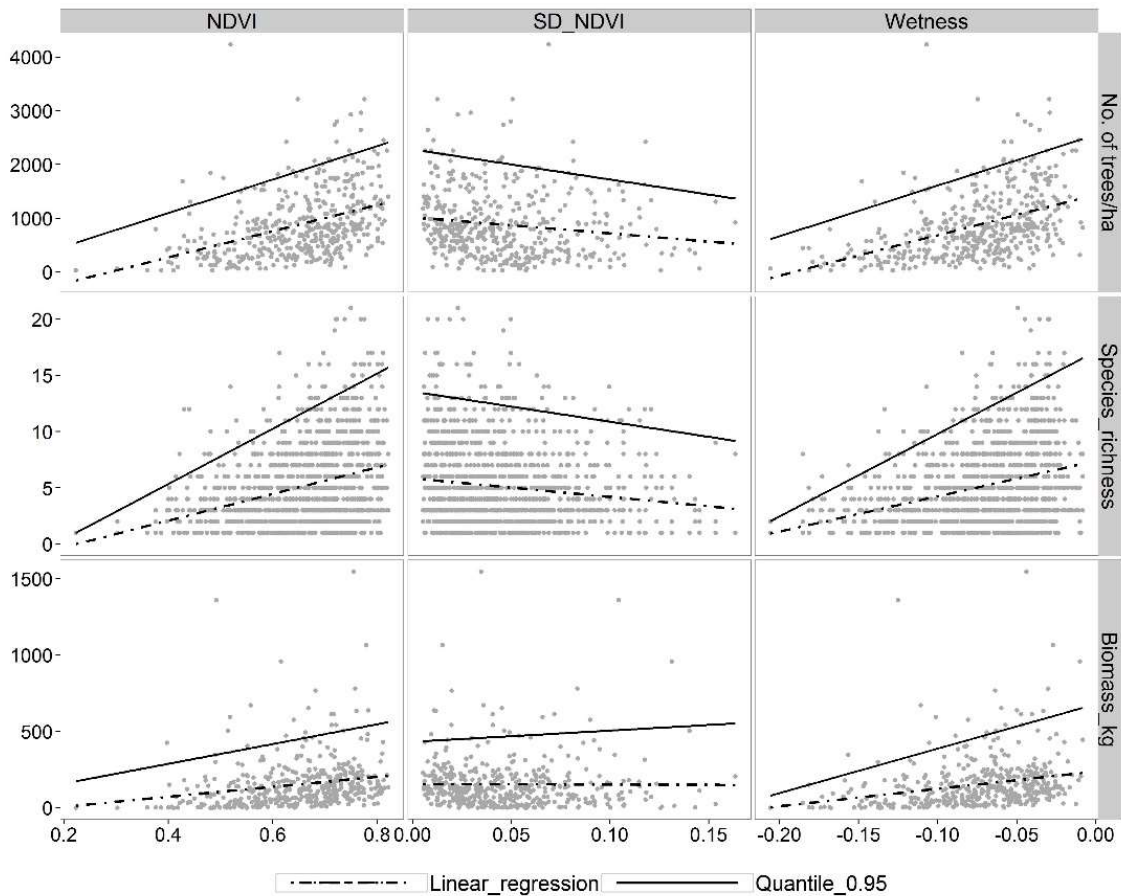 NDVI SD_NDVI Wetness
4000
3000
2000
1000
0
No. of trees/ha
20
15
10
5
0
Species_richness
1500
1000
500
0
Biomass_kg
0.2 0.4 0.6 0.8 0.00 0.05 0.10 0.15 -0.20 -0.15 -0.10 -0.05 0.00
Linear_regression Quantile_0.95